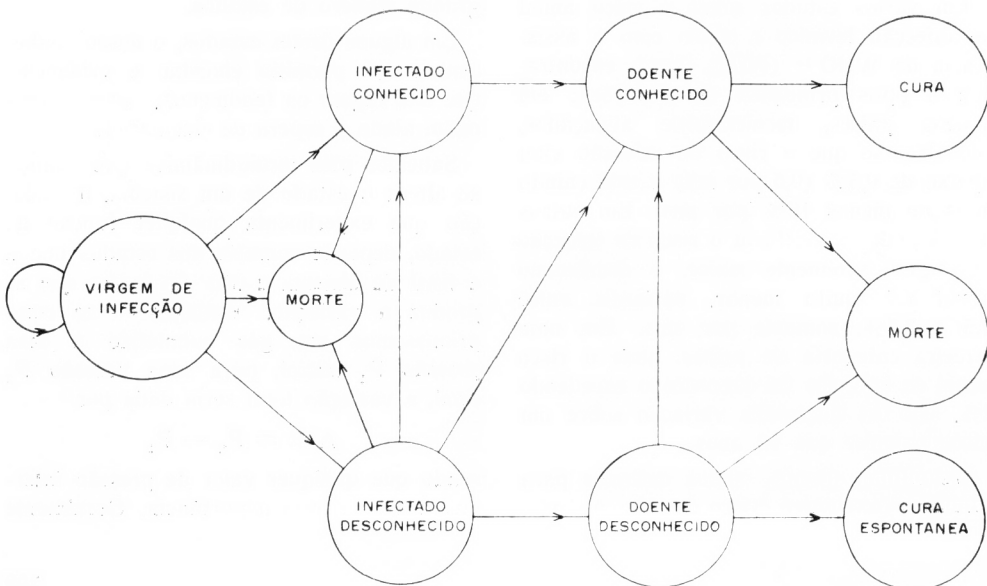 INFECTADO
CONHECIDO
DOENTE
CONHECIDO
CURA
VIRGEM DE
INFECÇÃO
MORTE
MORTE
INFECTADO
DESCONHECIDO
DOENTE
DESCONHECIDO
CURA
ESPONTANEA